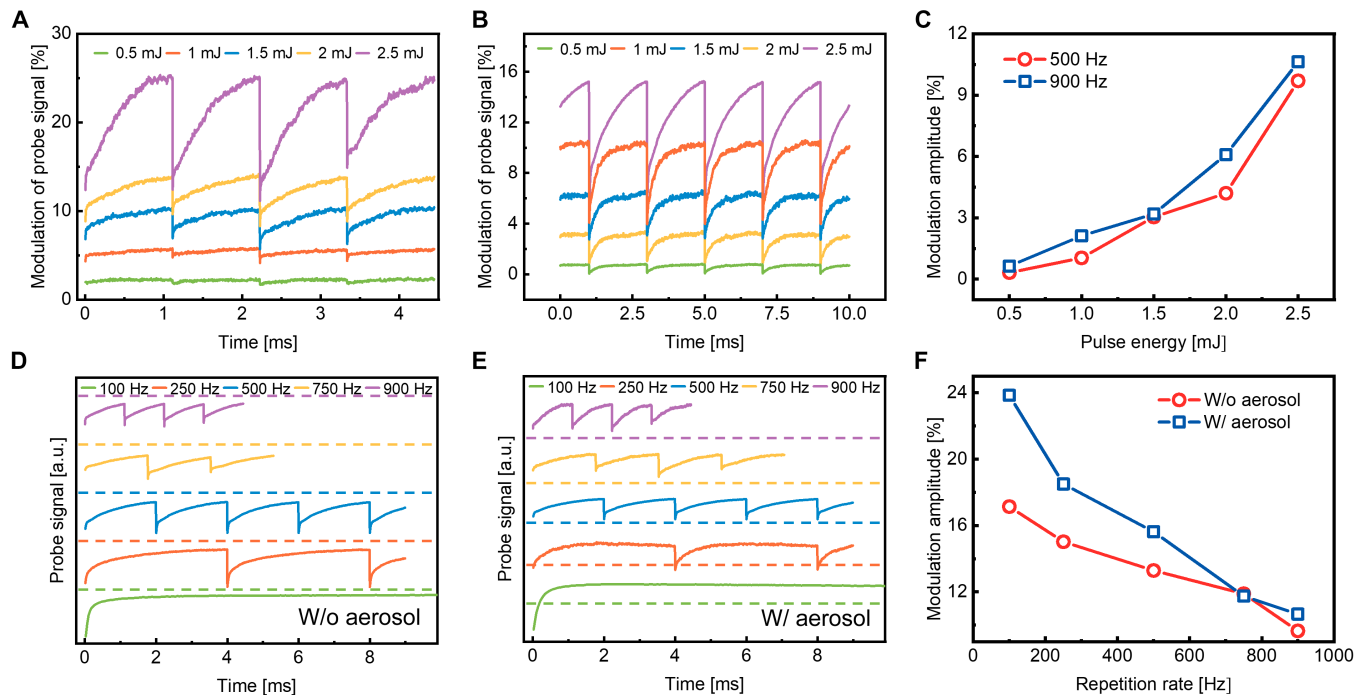 A
Modulation of probe signal [%]
0.5 mJ 1 mJ 1.5 mJ 2 mJ 2.5 mJ
30
25
20
15
10
5
0
0 1 2 3 4
Time [ms]
B
Modulation of probe signal [%]
0.5 mJ 1 mJ 1.5 mJ 2 mJ 2.5 mJ
16
12
8
4
0
0.0 2.5 5.0 7.5 10.0
Time [ms]
C
Modulation amplitude [%]
500 Hz
900 Hz
12
9
6
3
0
0.5 1.0 1.5 2.0 2.5
Pulse energy [mJ]
D
Probe signal [a.u.]
100 Hz 250 Hz 500 Hz 750 Hz 900 Hz
W/o aerosol
0 2 4 6 8
Time [ms]
E
Probe signal [a.u.]
100 Hz 250 Hz 500 Hz 750 Hz 900 Hz
W/ aerosol
0 2 4 6 8
Time [ms]
F
Modulation amplitude [%]
W/o aerosol
W/ aerosol
24
20
16
12
0 200 400 600 800 1000
Repetition rate [Hz]